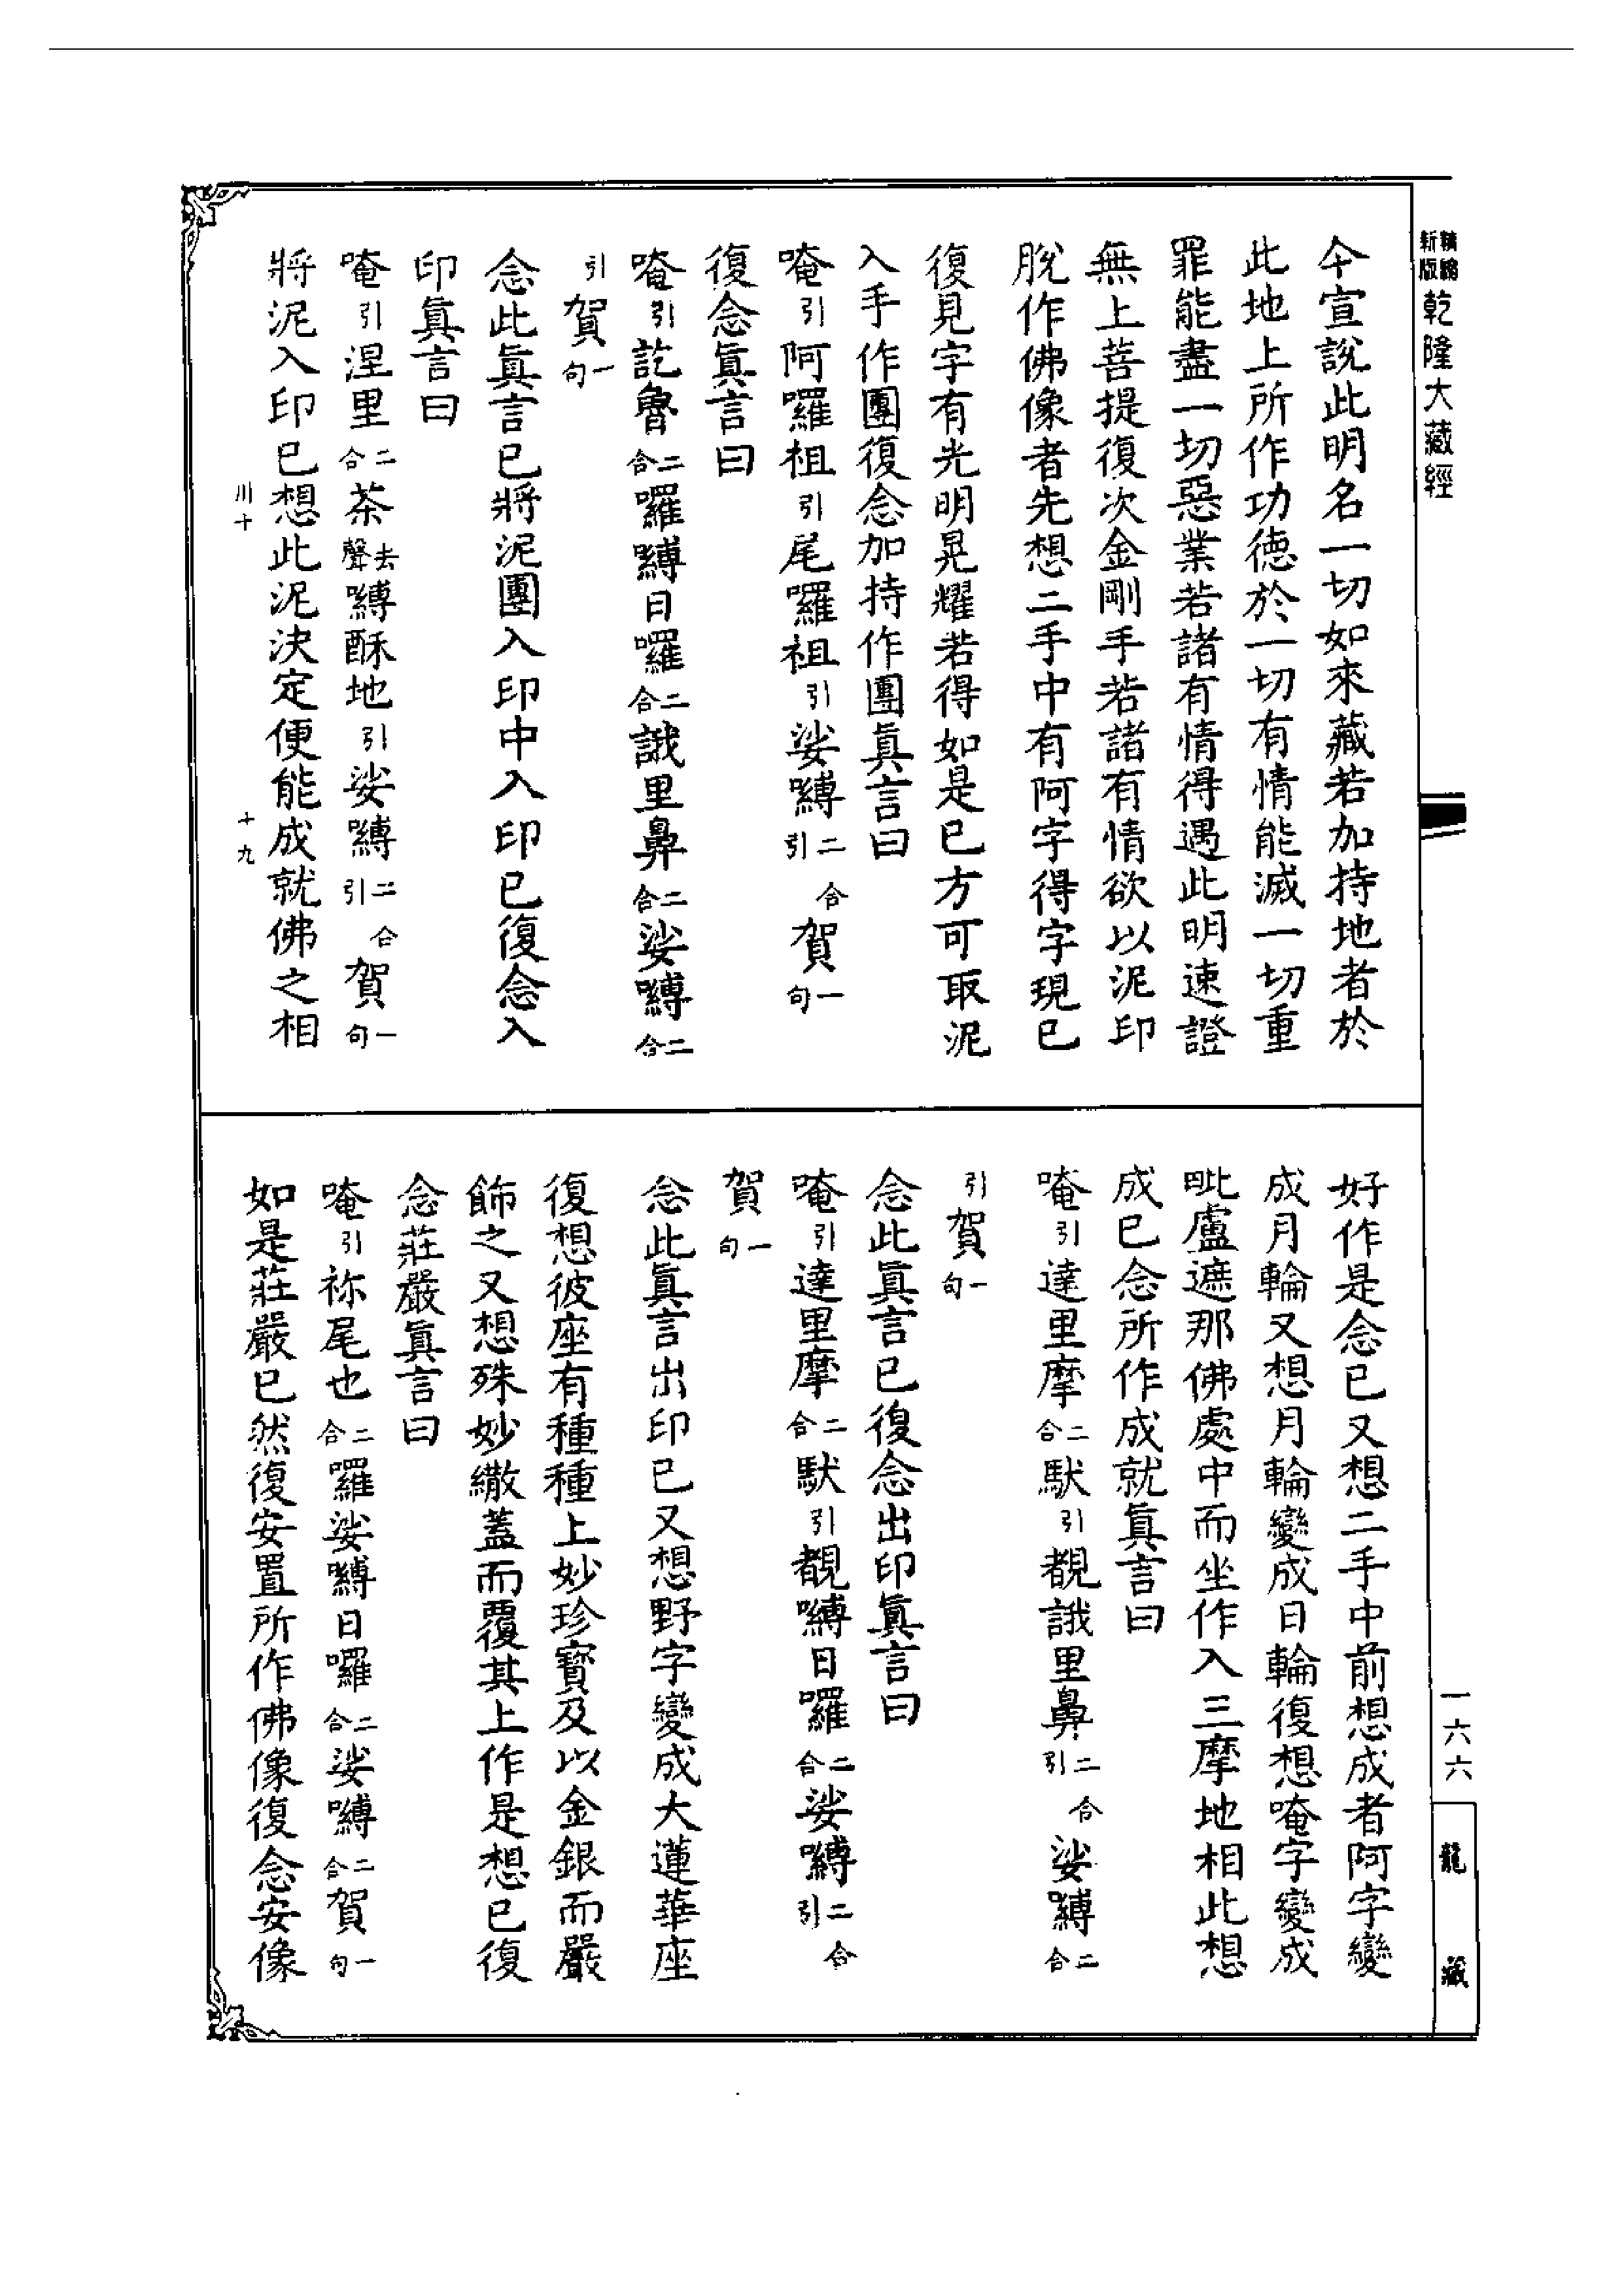 新版精編乾隆大藏經
今宣說此明名一切如來藏若加持地者於
此地上所作功德於一切有情能滅一切重
罪能盡一切惡業若諸有情得遇此明速證
無上菩提復次金剛手若諸有情欲以泥印
脫作佛像者先想二手中有阿字得字現已
復見字有光明晃耀若得如是已方可取泥
入手作團復念加持作團眞言曰
唵引阿囉祖引尾囉祖引娑嚩二合引賀一句
復念眞言曰
唵引訖魯二合囉嚩日囉二合誐里鼻二合娑嚩二合
引賀一句
念此眞言已將泥團入印中入印已復念入
印眞言曰
唵引涅里二合茶去聲嚩酥地引娑嚩二合引賀一句
將泥入印已想此泥決定便能成就佛之相
川十 十九
好作是念已又想二手中前想成者阿字變
成月輪又想月輪變成日輪復想唵字變成
毗盧遮那佛處中而坐作入三摩地相此想
成已念所作成就眞言曰
唵引達里摩二合馱引覩誐里鼻二合引娑嚩二合
引賀一句
念此眞言已復念出印眞言曰
唵引達里摩二合馱引覩嚩日囉二合娑嚩二合引
賀一句
念此眞言出印已又想野字變成大蓮華座
復想彼座有種種上妙珍寳及以金銀而嚴
飾之又想殊妙繖蓋而覆其上作是想已復
念莊嚴眞言曰
唵引祢尾也二合囉娑嚩日囉二合娑嚩二合賀一句
如是莊嚴已然復安置所作佛像復念安像
一六六
龍藏